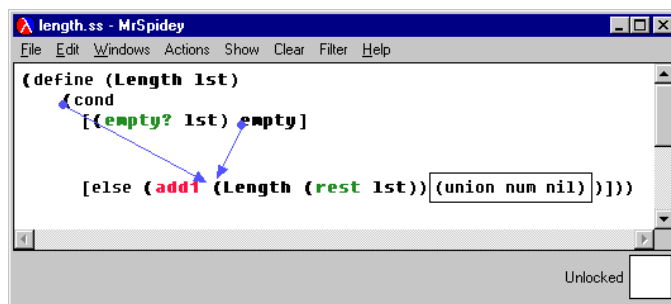 length.ss - MrSpidey
File Edit Windows Actions Show Clear Filter Help
(define (Length lst)
(cond
[(empty? lst) empty]
[else (add1 (Length (rest lst)) (union num nil) )]))
Unlocked